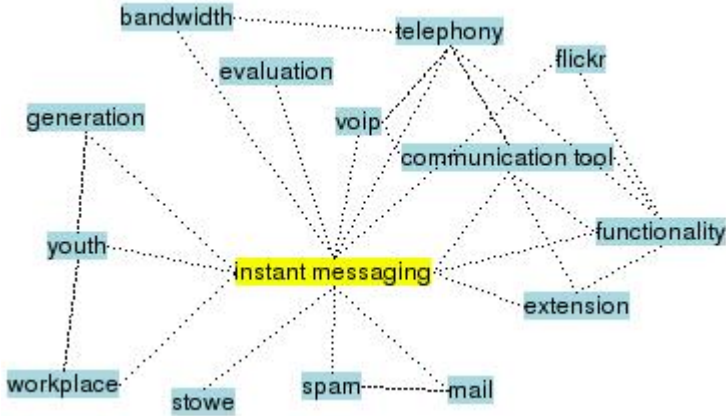 bandwidth
telephony
flickr
evaluation
generation
voip
communication tool
youth
functionality
instant messaging
extension
workplace
spam
mail
stowe